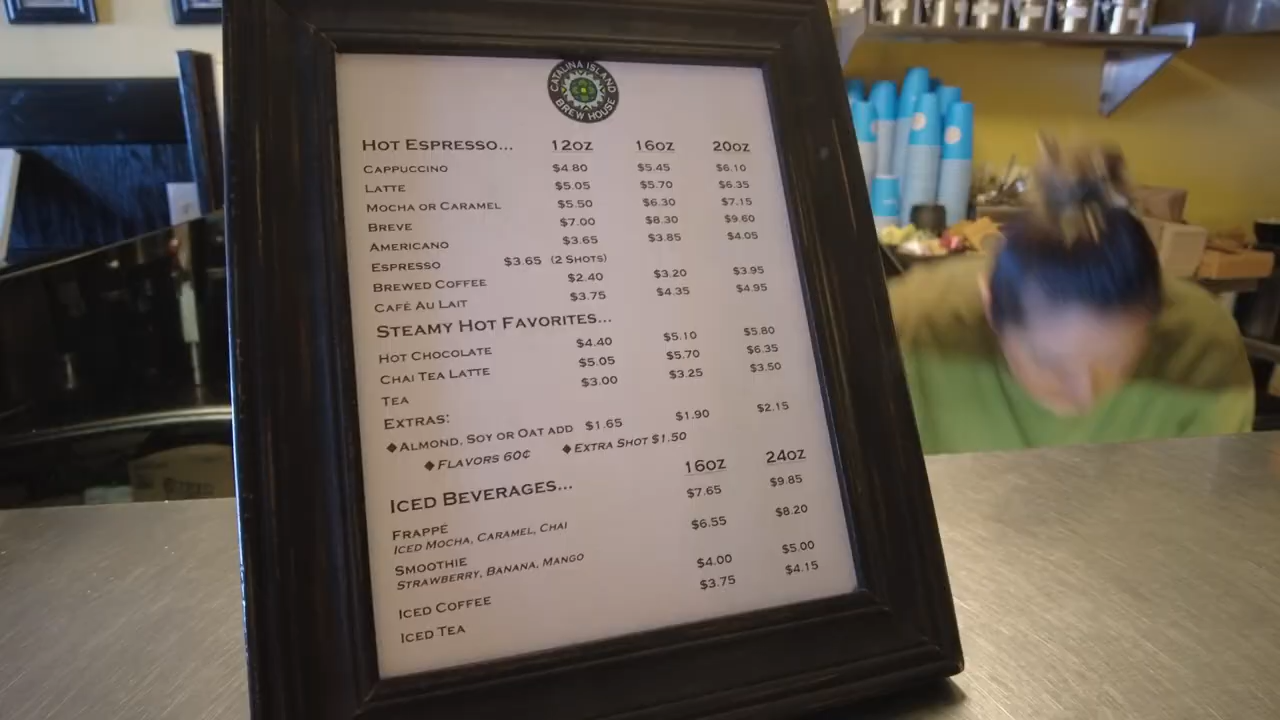 CATALINA ISLAND
BREW HOUSE
HOT ESPRESSO... 12OZ 16OZ 20OZ
CAPPUCCINO $4.80 $5.45 $6.10
LATTE $5.05 $5.70 $6.35
MOCHA OR CARAMEL $5.50 $6.30 $7.15
BREVE $7.00 $8.30 $9.60
AMERICANO $3.65 $3.85 $4.05
ESPRESSO $3.65 (2 SHOTS)
BREWED COFFEE $2.40 $3.20 $3.95
CAFÉ AU LAIT $3.75 $4.35 $4.95
STEAMY HOT FAVORITES...
HOT CHOCOLATE $4.40 $5.10 $5.80
CHAI TEA LATTE $5.05 $5.70 $6.35
TEA $3.00 $3.25 $3.50
EXTRAS:
◆ALMOND, SOY OR OAT ADD $1.65 $1.90 $2.15
◆FLAVORS 60¢ ◆EXTRA SHOT $1.50
ICED BEVERAGES... 16OZ 24OZ
FRAPPÉ $7.65 $9.85
ICED MOCHA, CARAMEL, CHAI
SMOOTHIE $6.55 $8.20
STRAWBERRY, BANANA, MANGO
ICED COFFEE $4.00 $5.00
ICED TEA $3.75 $4.15